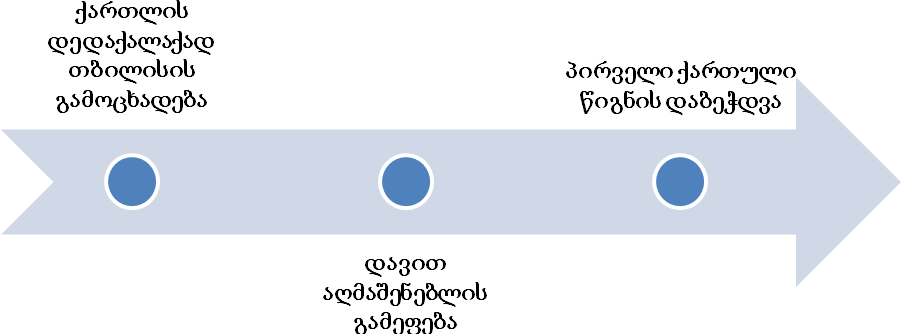 ქართლის
დედაქალაქად
თბილისის
გამოცხადება
დავით
აღმაშენებლის
გამეფება
პირველი ქართული
წიგნის დაბეჭდვა